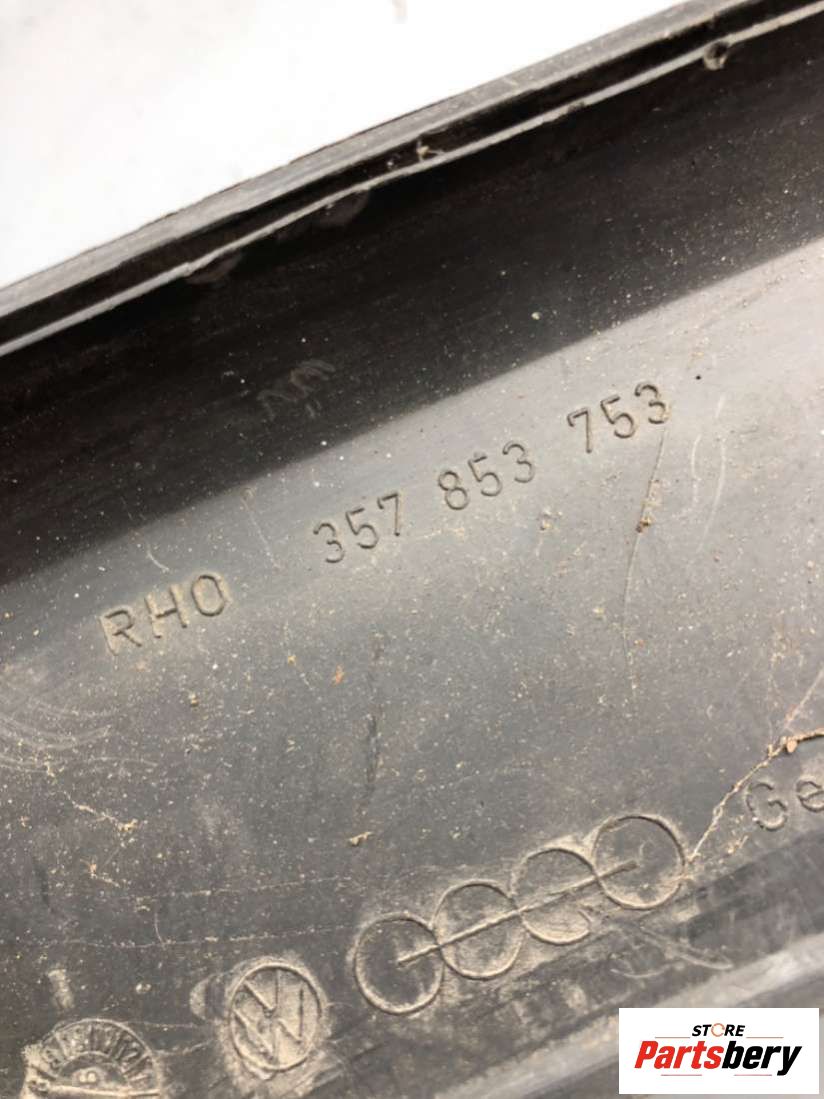 RHO 357 853 753
Ge
STORE
Partsbery